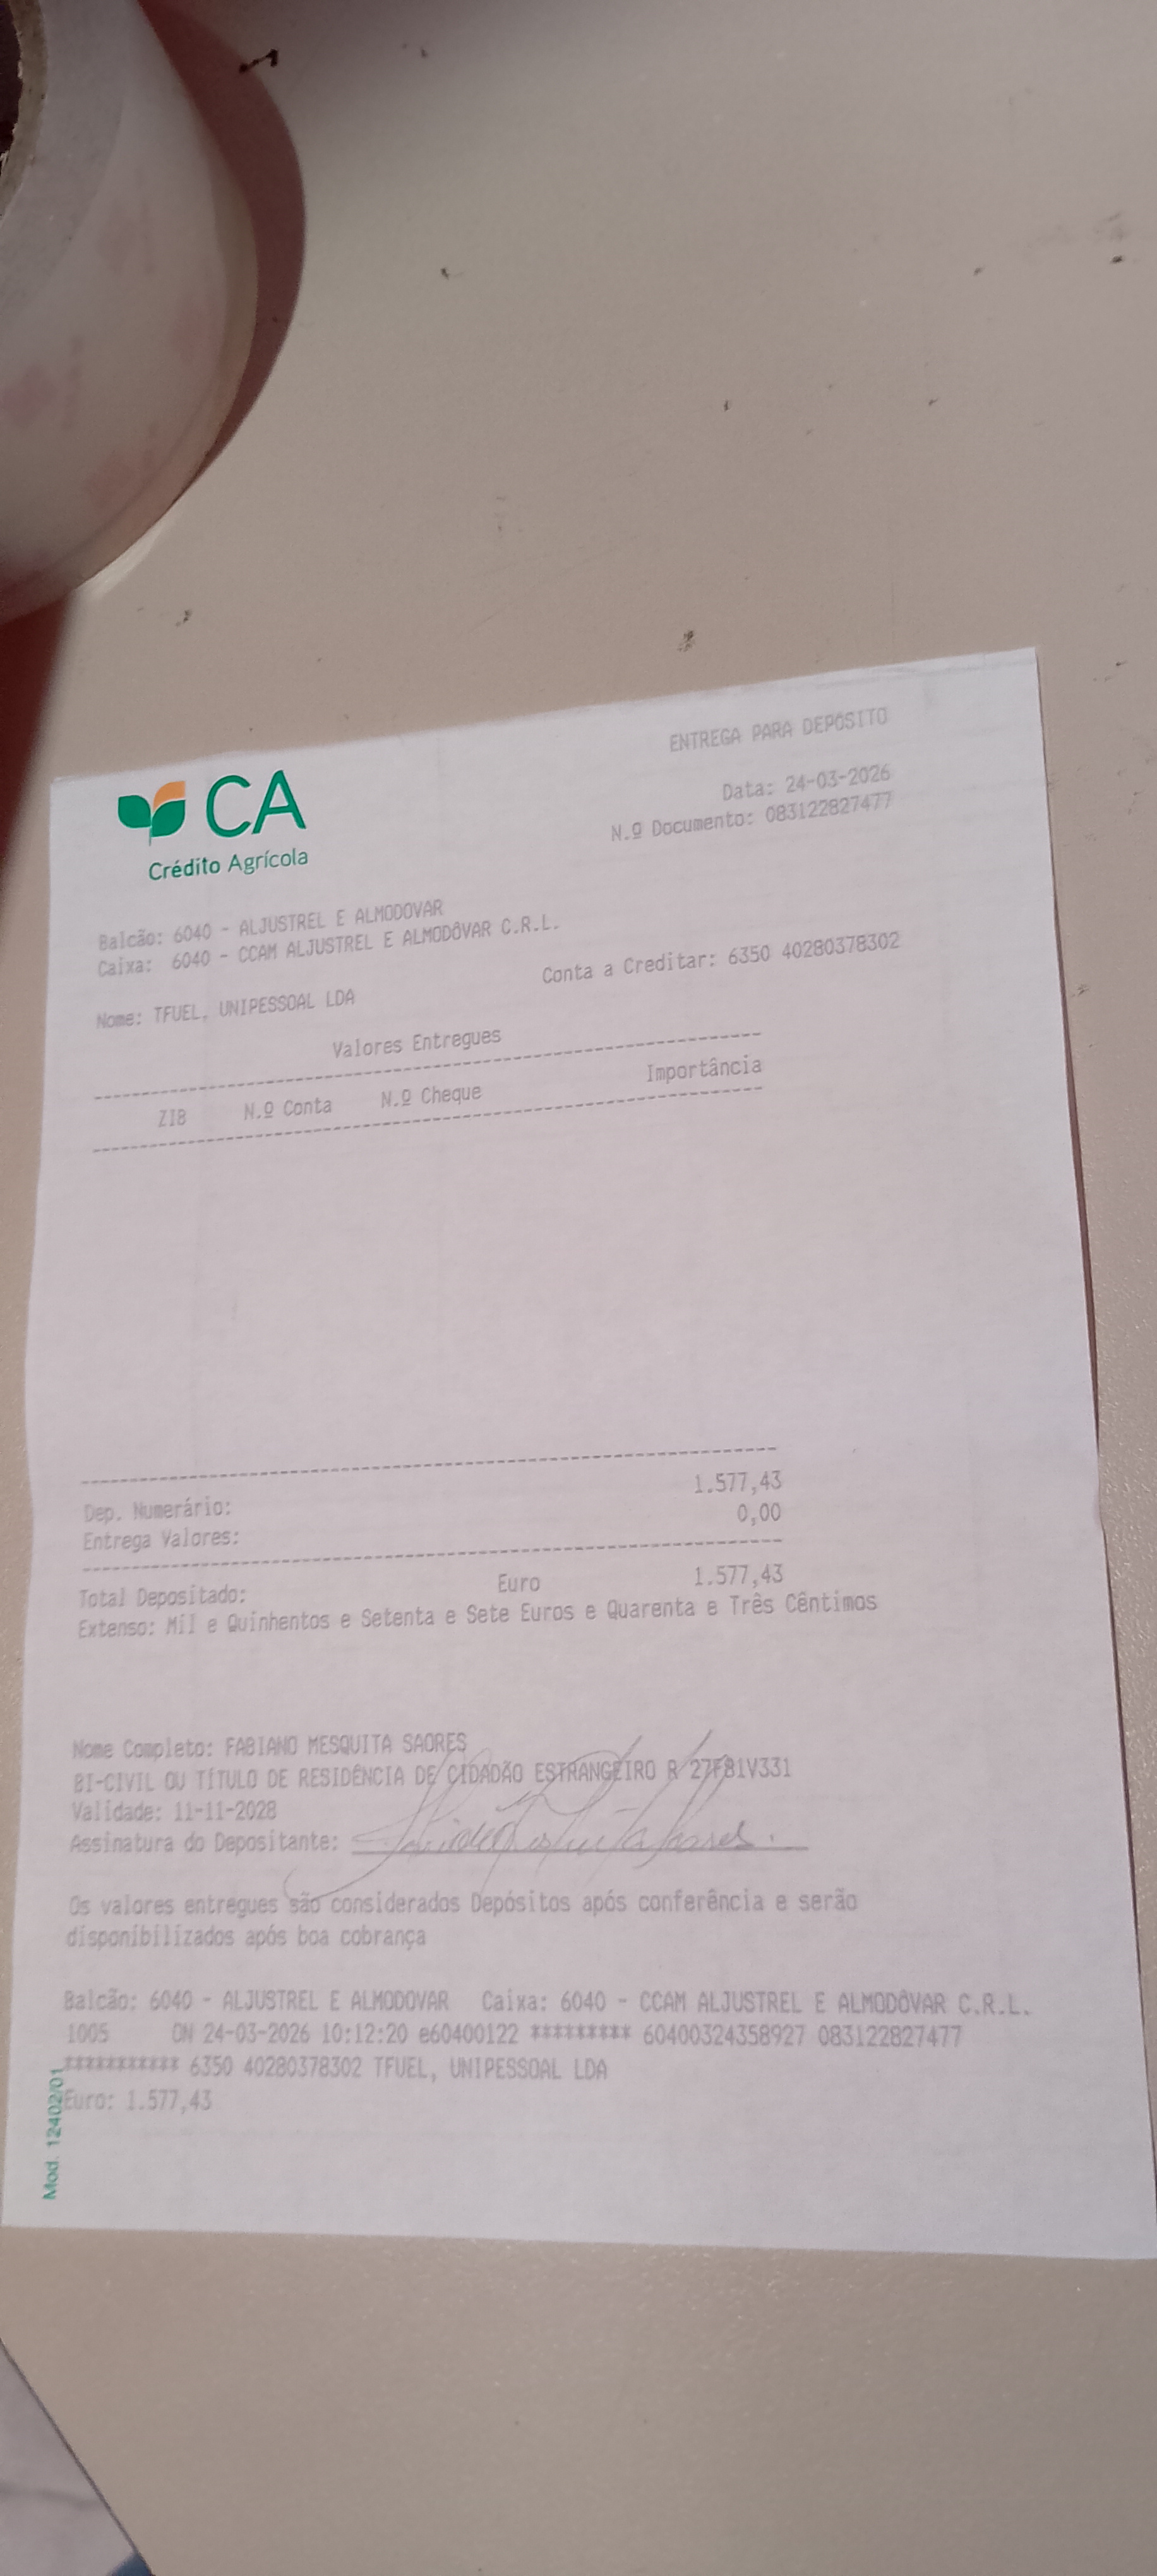 ENTREGA PARA DEPÓSITO
CA
Crédito Agrícola
Data: 24-03-2026
N.º Documento: 083122827477
Balcão: 6040 - ALJUSTREL E ALMODOVAR
Caixa: 6040 - CCAM ALJUSTREL E ALMODÔVAR C.R.L.
Conta a Creditar: 6350 40280378302
Nome: TFUEL, UNIPESSOAL LDA
Valores Entregues
ZIB N.º Conta N.º Cheque Importância
Dep. Numerário: 1.577,43
Entrega Valores: 0,00
Total Depositado: Euro 1.577,43
Extenso: Mil e Quinhentos e Setenta e Sete Euros e Quarenta e Três Cêntimos
Nome Completo: FABIANO MESQUITA SAORES
BI-CIVIL OU TÍTULO DE RESIDÊNCIA DE CIDADÃO ESTRANGEIRO R 27F81V331
Validade: 11-11-2028
Assinatura do Depositante:
Os valores entregues são considerados Depósitos após conferência e serão
disponibilizados após boa cobrança
Balcão: 6040 - ALJUSTREL E ALMODOVAR Caixa: 6040 - CCAM ALJUSTREL E ALMODÔVAR C.R.L.
1005 ON 24-03-2026 10:12:20 e60400122 ********* 60400324358927 083122827477
*********** 6350 40280378302 TFUEL, UNIPESSOAL LDA
Euro: 1.577,43
Mod. 12402/01